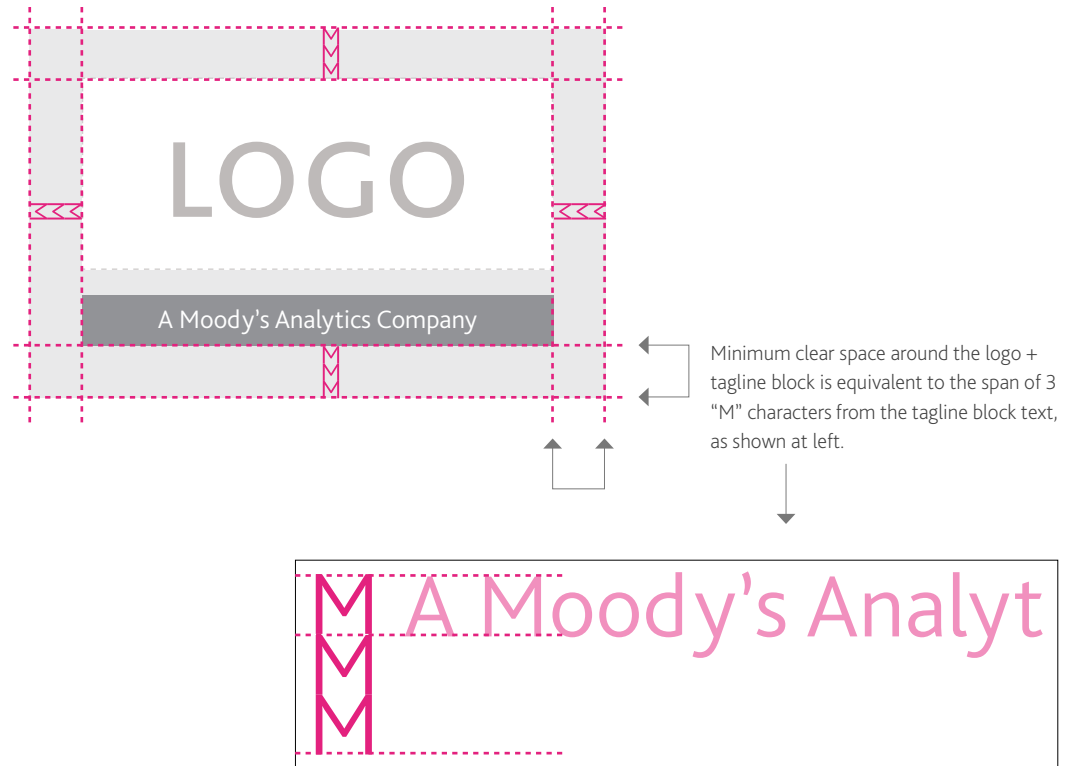 LOGO
A Moody's Analytics Company
Minimum clear space around the logo +
tagline block is equivalent to the span of 3
“M” characters from the tagline block text,
as shown at left.
M A Moody’s Analyt
M
M